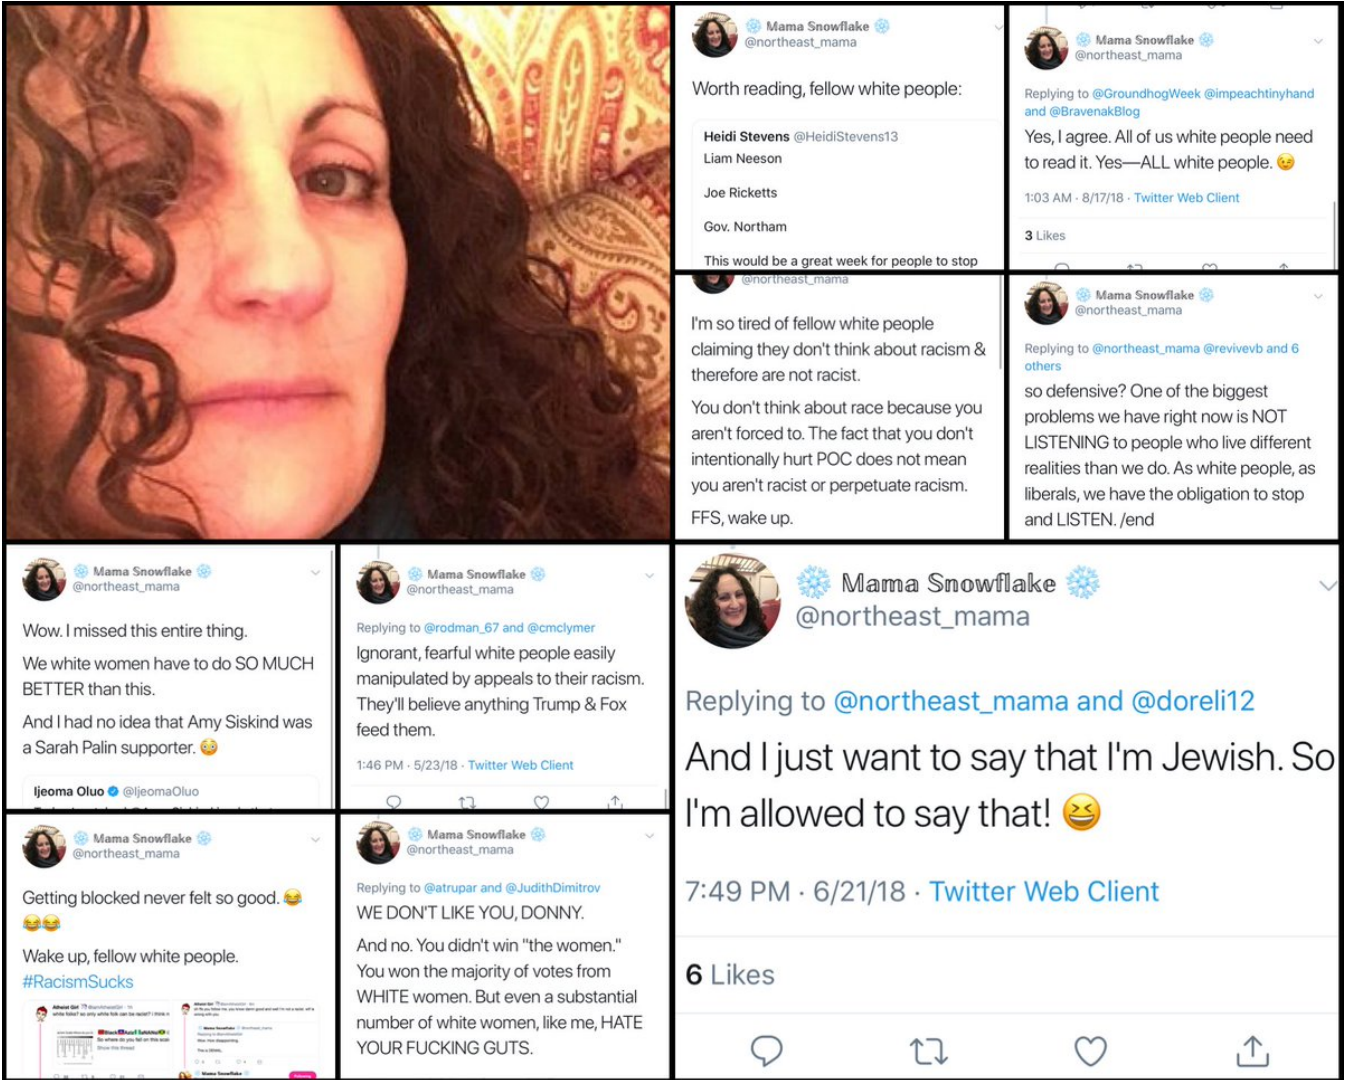 Mama Snowflake
@northeast_mama
Worth reading, fellow white people:
Heidi Stevens @HeidiStevens13
Liam Neeson
Joe Ricketts
Gov. Northam
This would be a great week for people to stop
Mama Snowflake
@northeast_mama
Replying to @GroundhogWeek @impeachtinyhand
and @BravenakBlog
Yes, I agree. All of us white people need
to read it. Yes—ALL white people. 😉
1:03 AM · 8/17/18 · Twitter Web Client
3 Likes
@northeast_mama
I'm so tired of fellow white people
claiming they don't think about racism &
therefore are not racist.
You don't think about race because you
aren't forced to. The fact that you don't
intentionally hurt POC does not mean
you aren't racist or perpetuate racism.
FFS, wake up.
Mama Snowflake
@northeast_mama
Replying to @northeast_mama @revivevb and 6
others
so defensive? One of the biggest
problems we have right now is NOT
LISTENING to people who live different
realities than we do. As white people, as
liberals, we have the obligation to stop
and LISTEN. /end
Mama Snowflake
@northeast_mama
Wow. I missed this entire thing.
We white women have to do SO MUCH
BETTER than this.
And I had no idea that Amy Siskind was
a Sarah Palin supporter. 😳
Ijeoma Oluo @IjeomaOluo
Mama Snowflake
@northeast_mama
Replying to @rodman_67 and @cmclymer
Ignorant, fearful white people easily
manipulated by appeals to their racism.
They'll believe anything Trump & Fox
feed them.
1:46 PM · 5/23/18 · Twitter Web Client
Mama Snowflake
@northeast_mama
Replying to @northeast_mama and @doreli12
And I just want to say that I'm Jewish. So
I'm allowed to say that! 😆
7:49 PM · 6/21/18 · Twitter Web Client
6 Likes
Mama Snowflake
@northeast_mama
Getting blocked never felt so good. 😂
😂😂
Wake up, fellow white people.
#RacismSucks
Mama Snowflake
@northeast_mama
Replying to @atrupar and @JudithDimitrov
WE DON'T LIKE YOU, DONNY.
And no. You didn't win "the women."
You won the majority of votes from
WHITE women. But even a substantial
number of white women, like me, HATE
YOUR FUCKING GUTS.